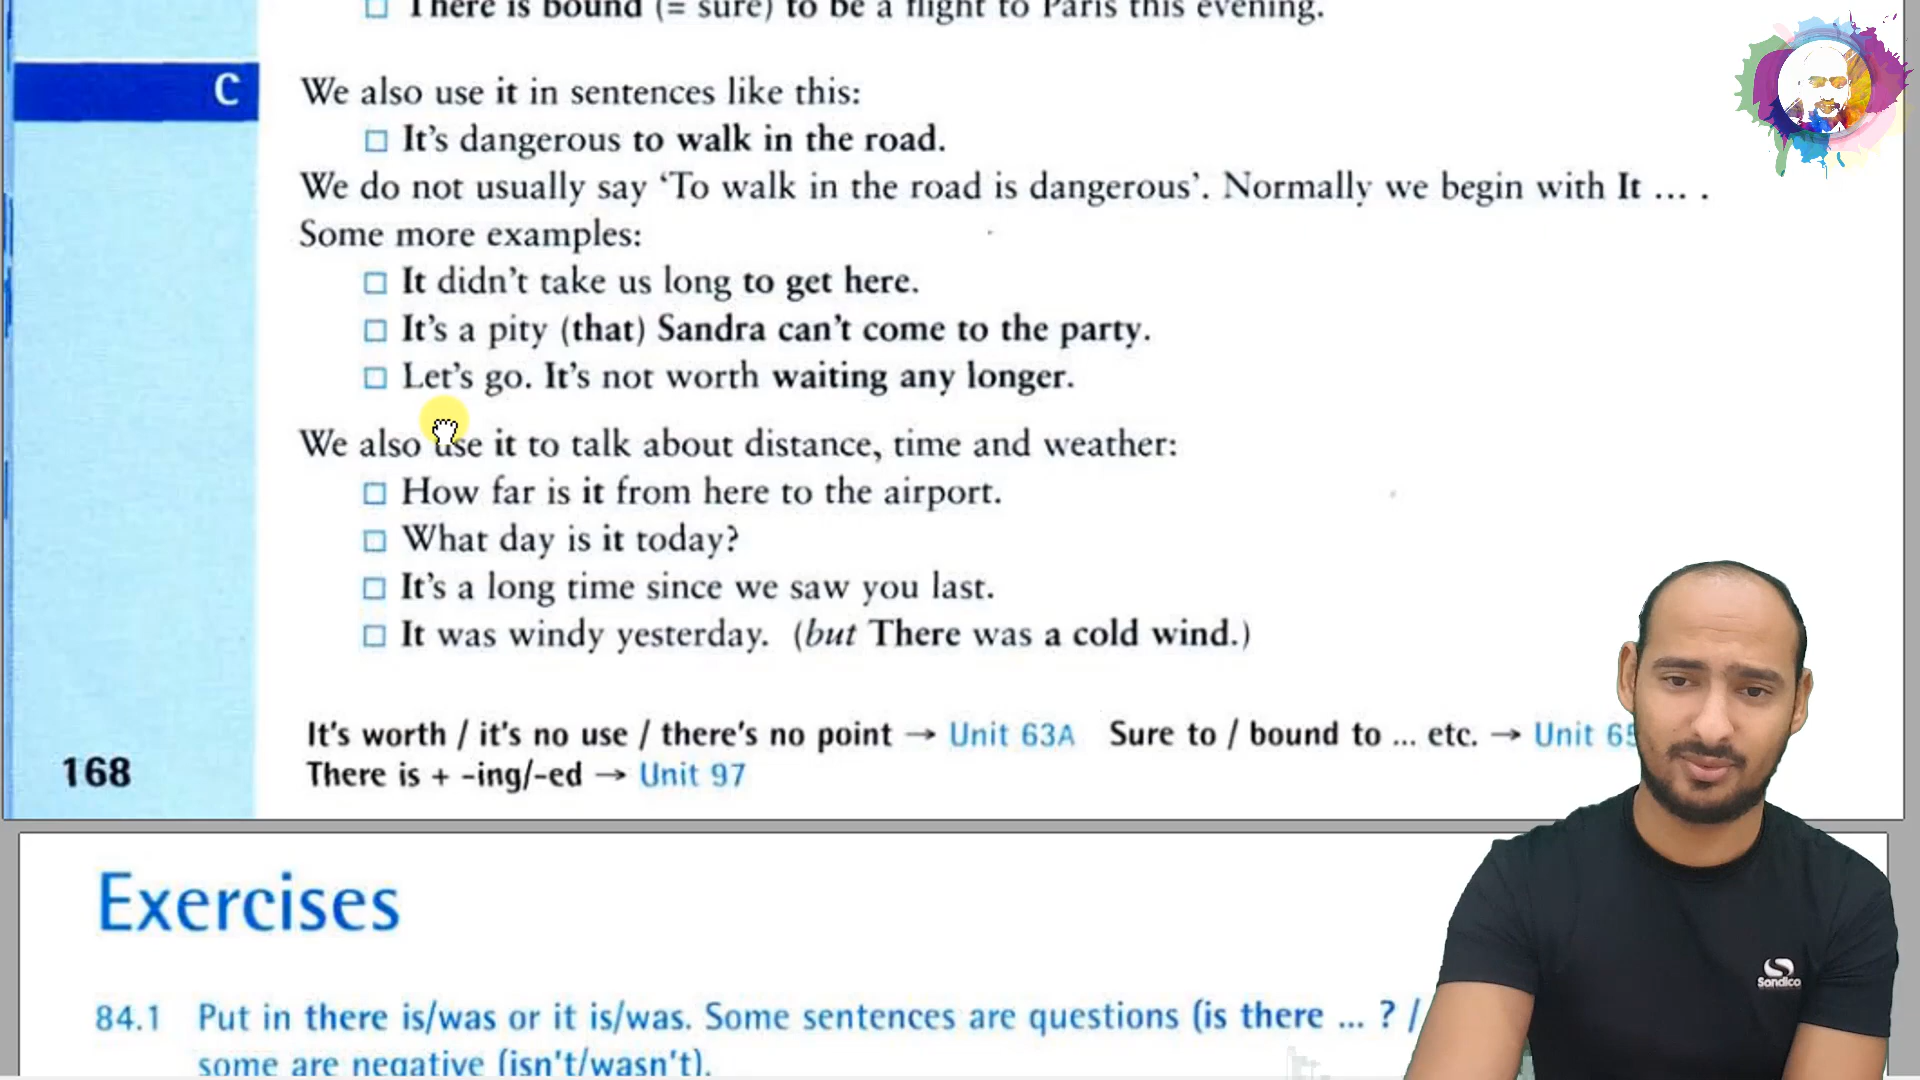 There is bound (= sure) to be a flight to Paris this evening.
C
We also use it in sentences like this:
It's dangerous to walk in the road.
We do not usually say ‘To walk in the road is dangerous’. Normally we begin with It ... .
Some more examples:
It didn't take us long to get here.
It's a pity (that) Sandra can't come to the party.
Let's go. It's not worth waiting any longer.
We also use it to talk about distance, time and weather:
How far is it from here to the airport.
What day is it today?
It's a long time since we saw you last.
It was windy yesterday. (but There was a cold wind.)
It's worth / it's no use / there's no point → Unit 63A Sure to / bound to ... etc. → Unit
There is + -ing/-ed → Unit 97
168
Exercises
84.1 Put in there is/was or it is/was. Some sentences are questions (is there ... ? /
some are negative (isn't/wasn't).
Sondico